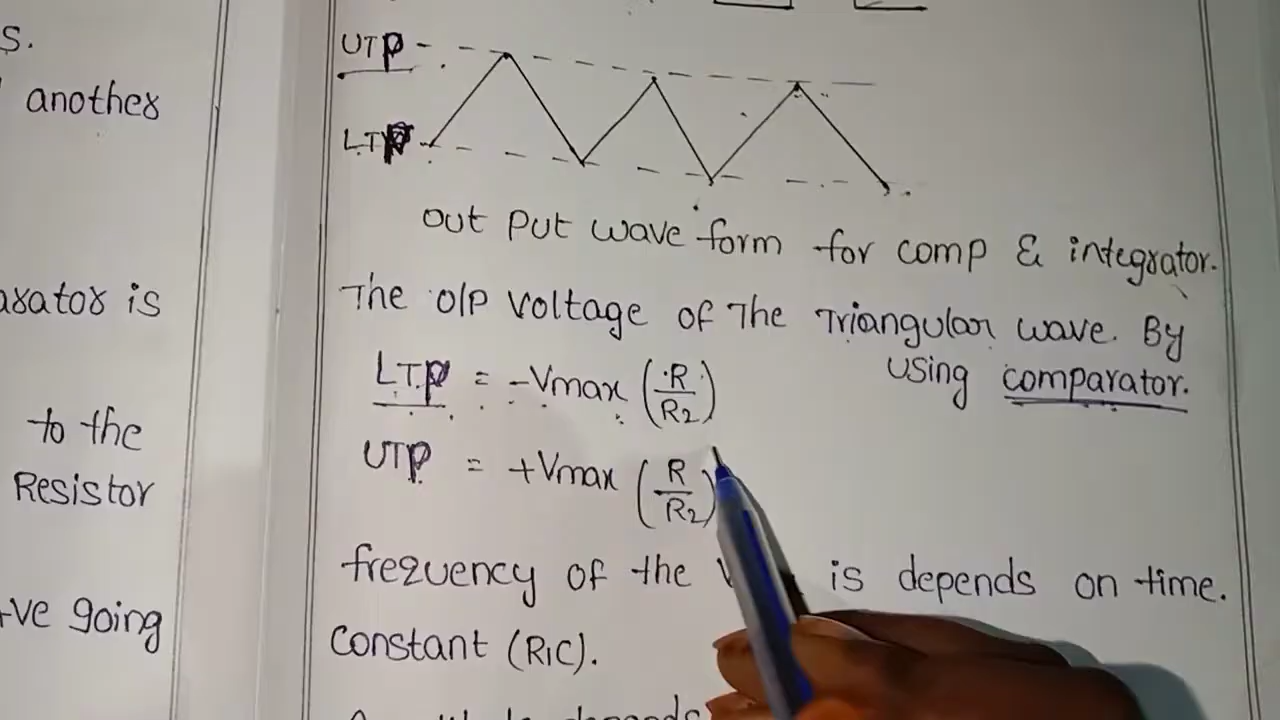 s.
another
arator is
to the
Resistor
+ve going
UTP
LTP
out put wave form for comp & integrator.
The o/p voltage of The Triangular wave. By
using comparator.
LTP = -Vmax (R/R2)
UTP = +Vmax (R/R2)
frequency of the is depends on time.
Constant (R1C).
depends